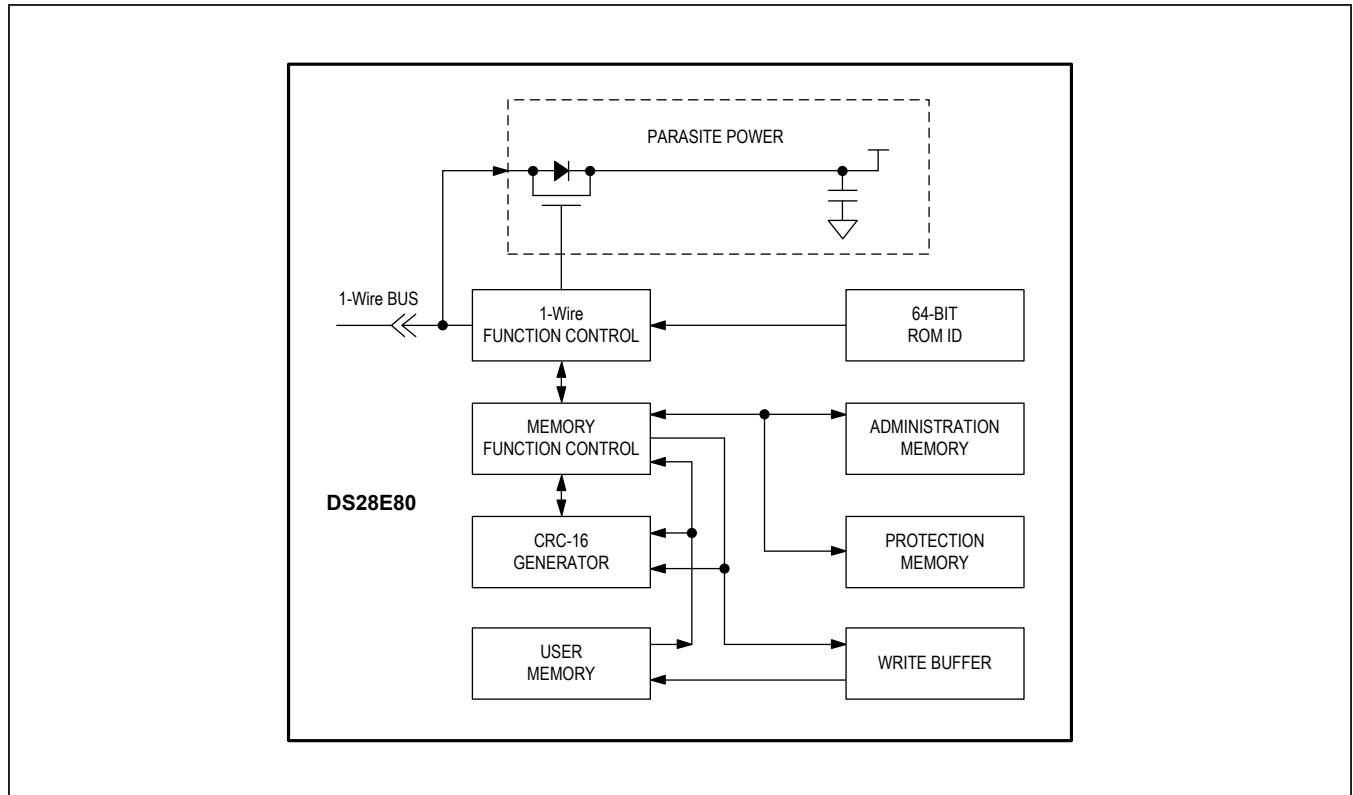 PARASITE POWER
1-Wire BUS
1-Wire
FUNCTION CONTROL
64-BIT
ROM ID
MEMORY
FUNCTION CONTROL
ADMINISTRATION
MEMORY
DS28E80
CRC-16
GENERATOR
PROTECTION
MEMORY
USER
MEMORY
WRITE BUFFER